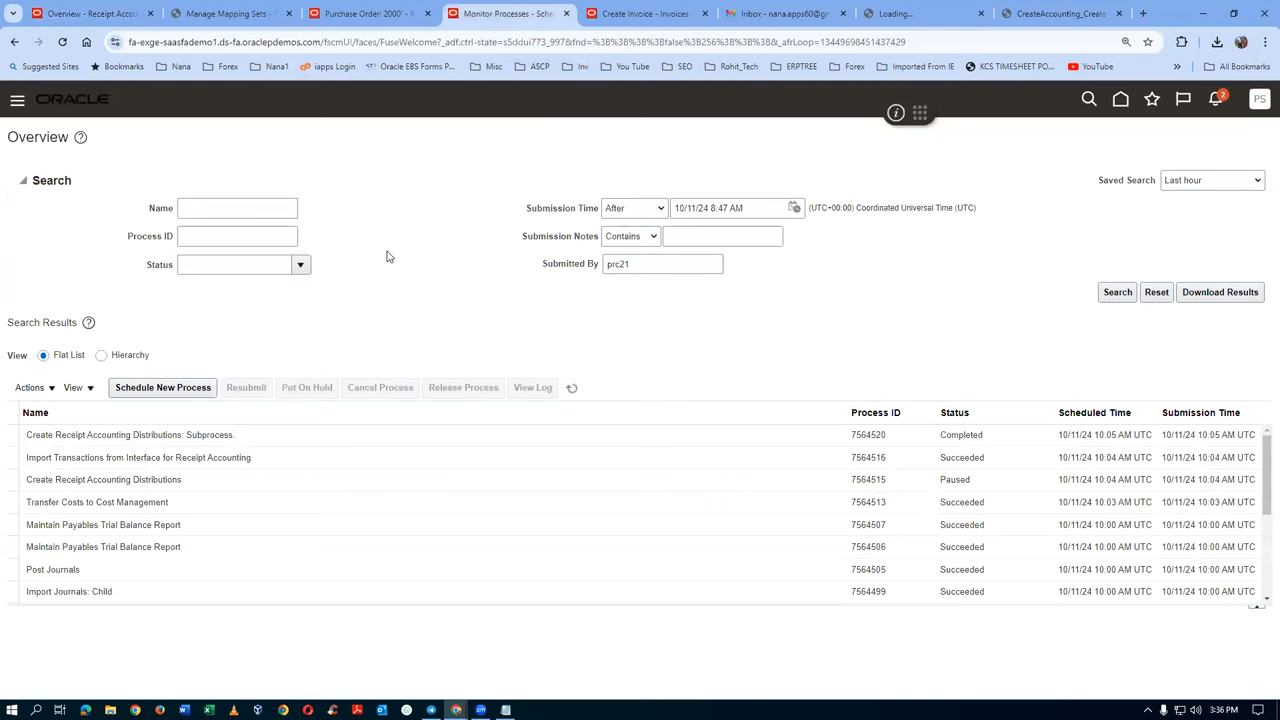 Overview - Receipt Accou
Manage Mapping Sets -
Purchase Order: 2000'
Monitor Processes - Sche
Create Invoice - Invoices
Inbox - nana.apps60@gr
Loading...
CreateAccounting_Create
fa-exge-saasfademo1.ds-fa.oraclepdemos.com/fscmUI/faces/FuseWelcome?_adf.ctrl-state=s5ddui773_997&fnd=%3B%3B%3B%3Bfalse%3B256%3B%3B%3B&_afrLoop=13449698451437429
Suggested Sites
Bookmarks
Nana
Forex
Nana1
iapps Login
Oracle EBS Forms P...
Misc
ASCP
Inv
You Tube
SEO
Rohit_Tech
ERPTREE
Forex
Imported From IE
KCS TIMESHEET PO...
YouTube
All Bookmarks
ORACLE
2
PS
Overview
Search
Saved Search Last hour
Name
Submission Time After 10/11/24 8:47 AM (UTC+00:00) Coordinated Universal Time (UTC)
Process ID
Submission Notes Contains
Status
Submitted By prc21
Search Reset Download Results
Search Results
View Flat List Hierarchy
Actions View Schedule New Process Resubmit Put On Hold Cancel Process Release Process View Log
Name Process ID Status Scheduled Time Submission Time
Create Receipt Accounting Distributions: Subprocess. 7564520 Completed 10/11/24 10:05 AM UTC 10/11/24 10:05 AM UTC
Import Transactions from Interface for Receipt Accounting. 7564516 Succeeded 10/11/24 10:04 AM UTC 10/11/24 10:04 AM UTC
Create Receipt Accounting Distributions 7564515 Paused 10/11/24 10:04 AM UTC 10/11/24 10:04 AM UTC
Transfer Costs to Cost Management 7564513 Succeeded 10/11/24 10:03 AM UTC 10/11/24 10:03 AM UTC
Maintain Payables Trial Balance Report 7564507 Succeeded 10/11/24 10:00 AM UTC 10/11/24 10:00 AM UTC
Maintain Payables Trial Balance Report 7564506 Succeeded 10/11/24 10:00 AM UTC 10/11/24 10:00 AM UTC
Post Journals 7564505 Succeeded 10/11/24 10:00 AM UTC 10/11/24 10:00 AM UTC
Import Journals: Child 7564499 Succeeded 10/11/24 10:00 AM UTC 10/11/24 10:00 AM UTC
3:36 PM